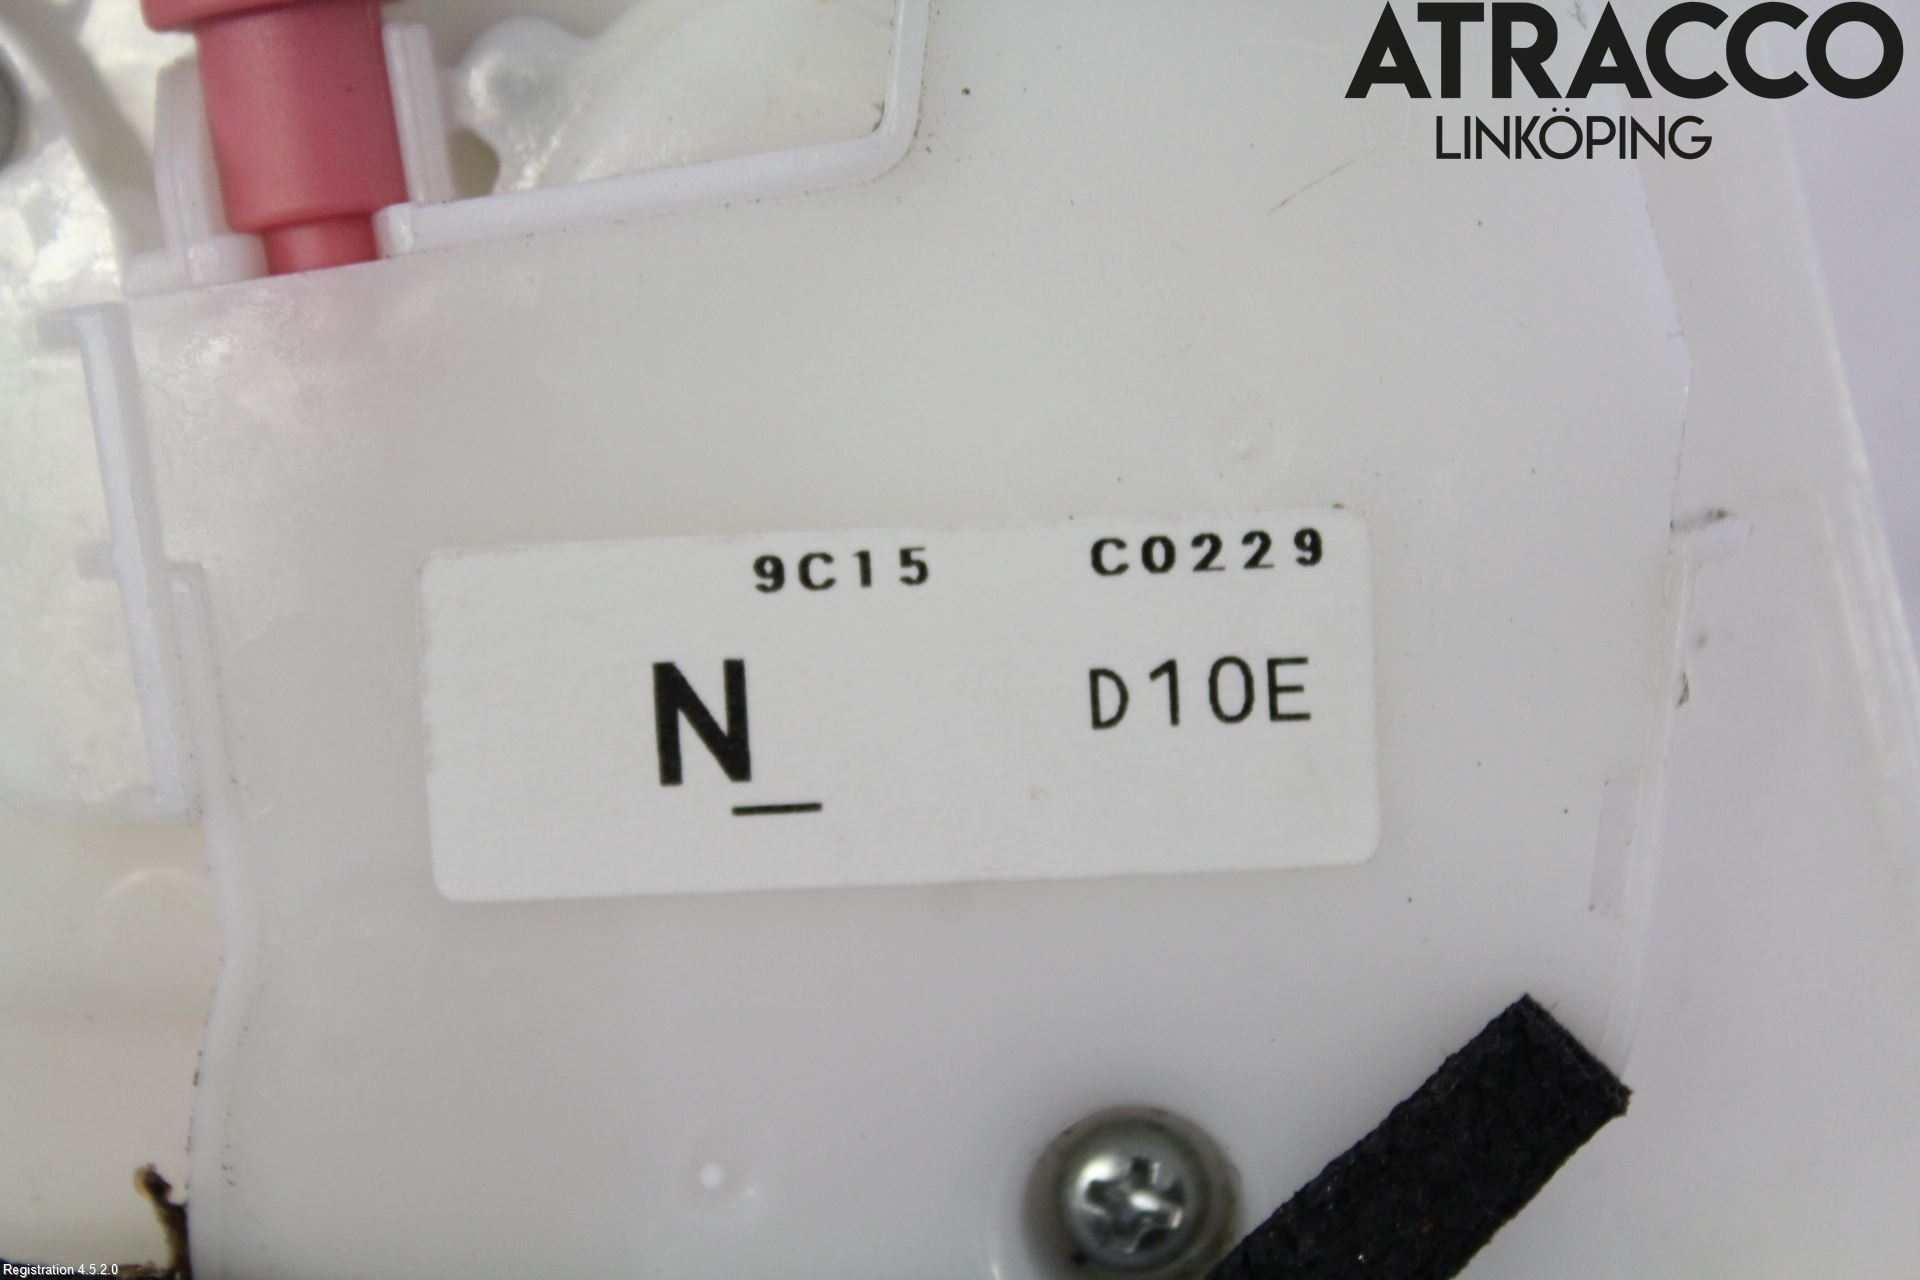 ATRACCO
LINKÖPING
9C15 C0229
N_ D10E
Registration 4.5.2.0